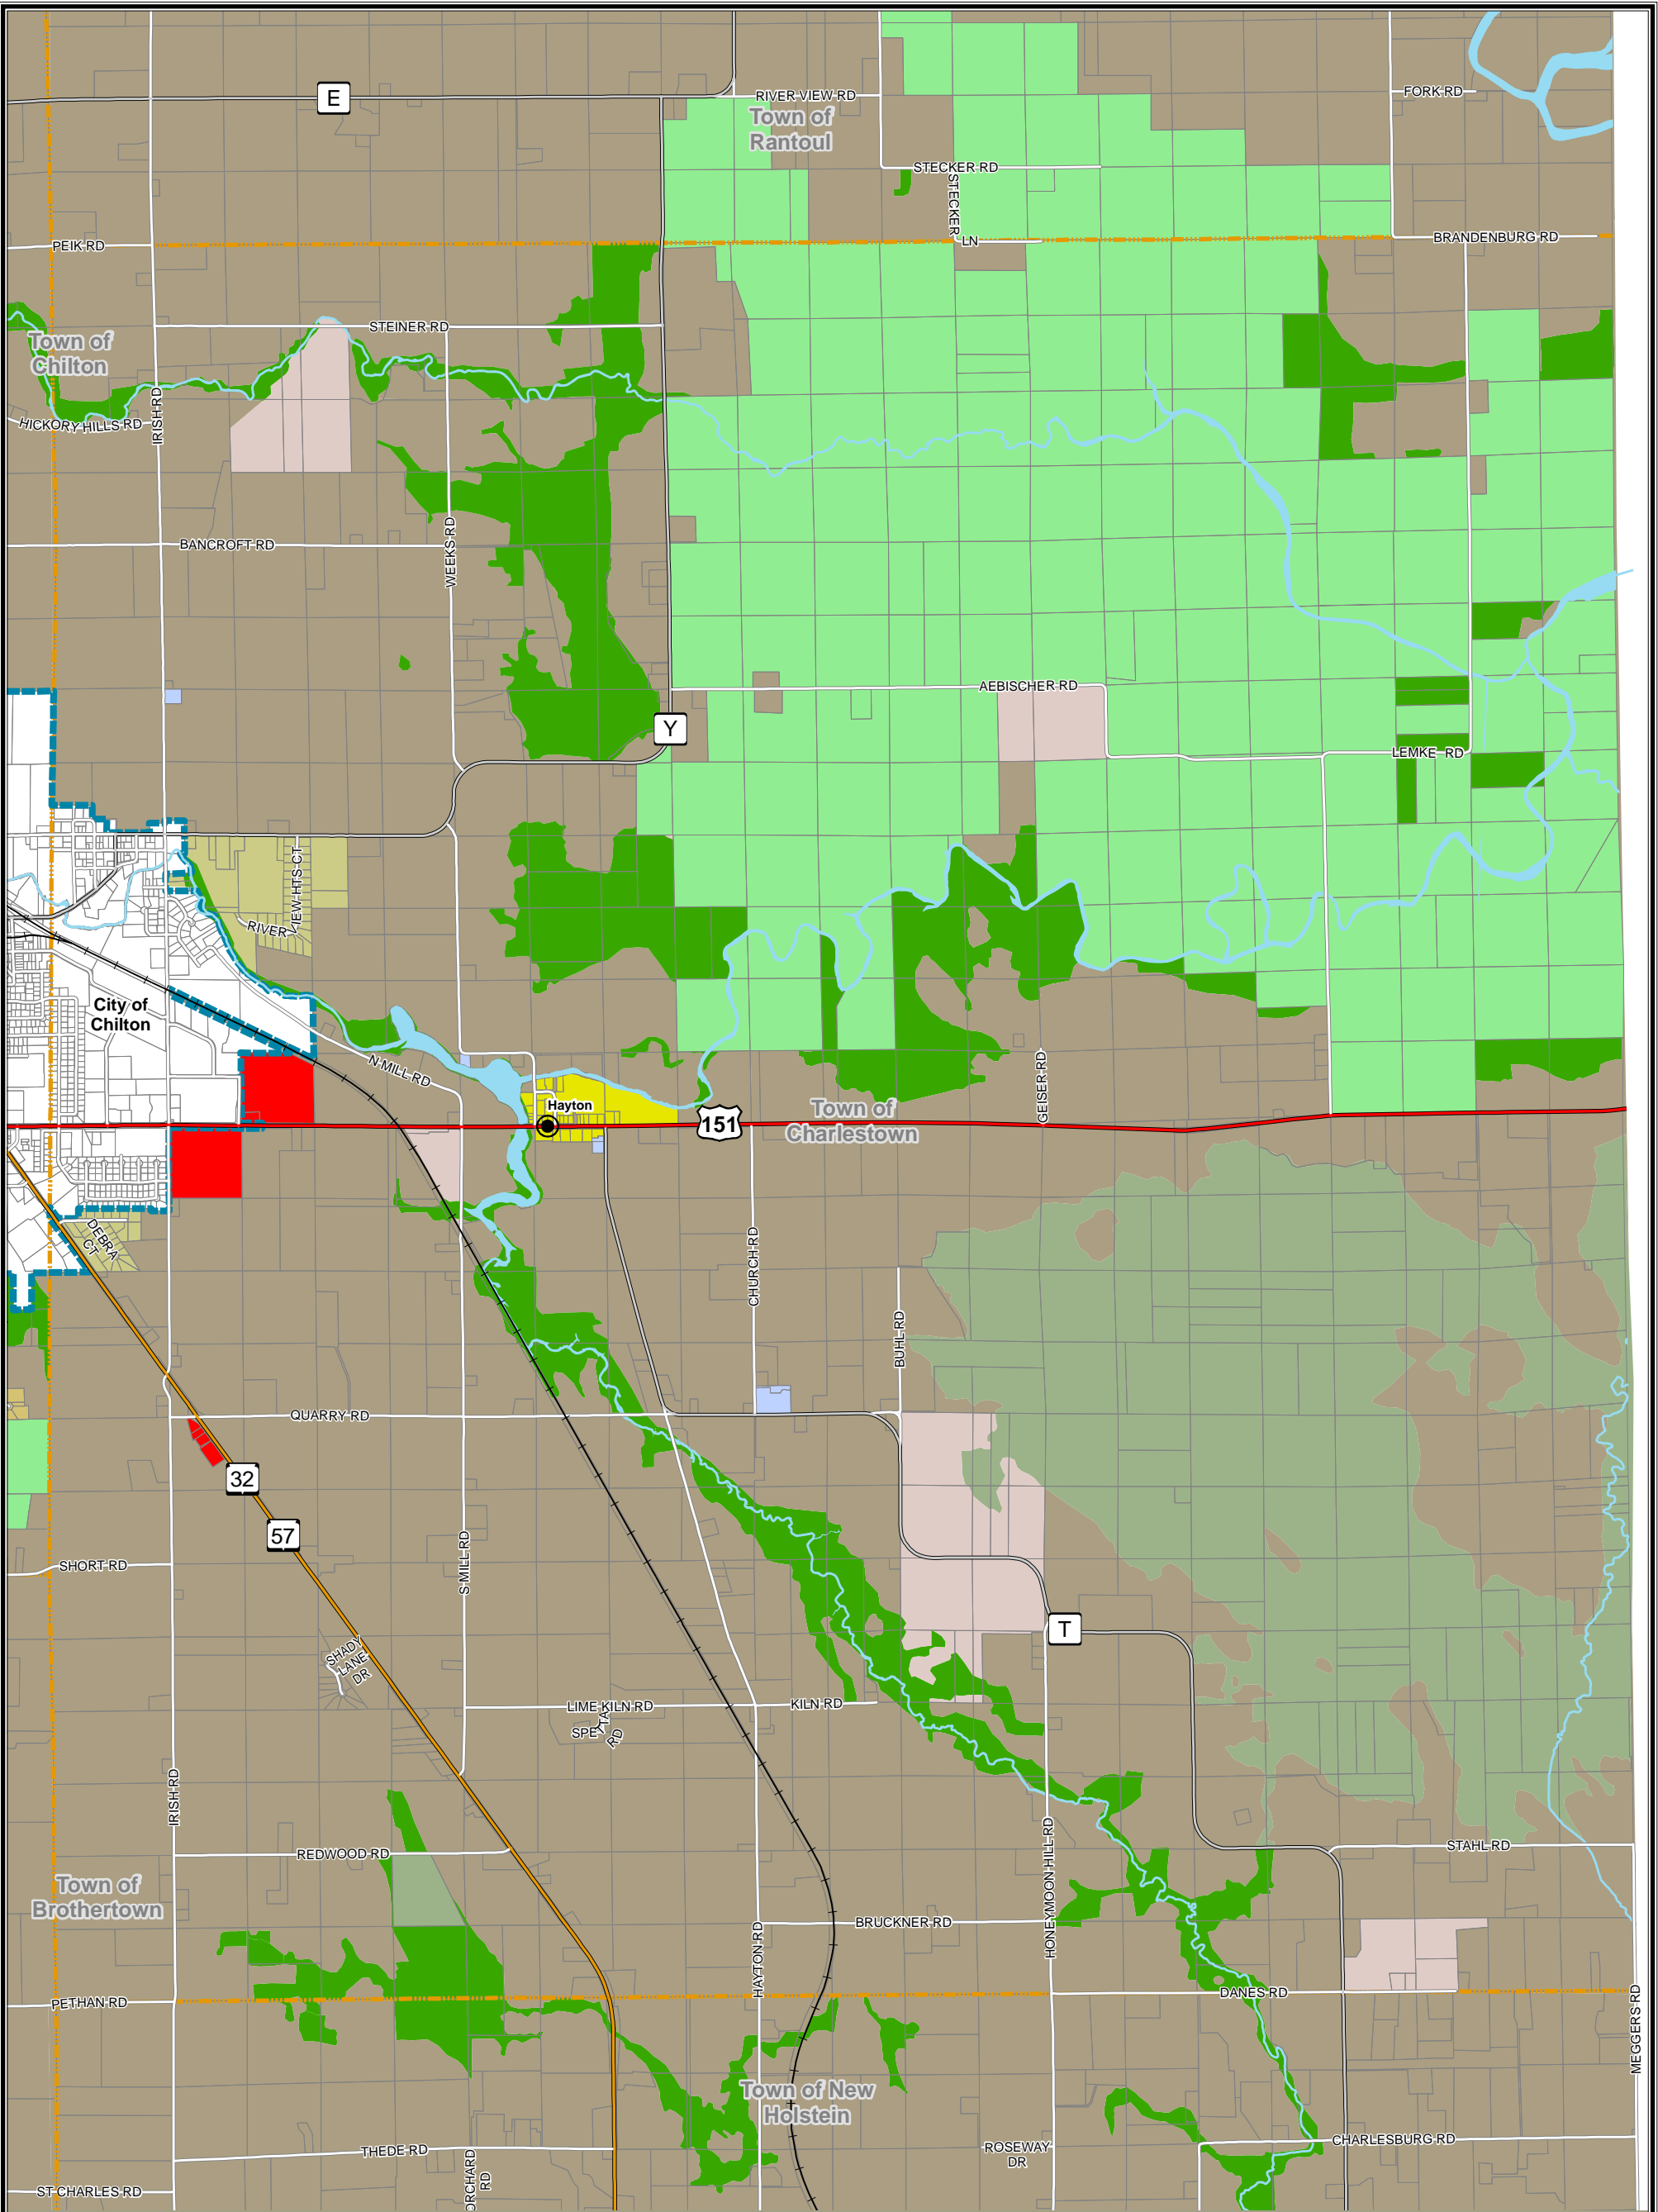 E
RIVER VIEW RD
FORK RD
Town of
Rantoul
STECKER RD
STECKER
LN
PEIK RD
BRANDENBURG RD
STEINER RD
Town of
Chilton
IRISH RD
HICKORY HILLS RD
BANCROFT RD
WEEKS RD
AEBISCHER RD
Y
LEMKE RD
VIEW HTS CT
RIVER
City of
Chilton
N MILL RD
GEISER RD
Hayton
151
Town of
Charlestown
DEBRA
CT
CHURCH RD
BUHL RD
QUARRY RD
32
57
SHORT RD
S MILL RD
T
SHADY
LANE
DR
LIME KILN RD
KILN RD
SPE
TA
RD
IRISH RD
REDWOOD RD
HONEYMOON HILL RD
STAHL RD
Town of
Brothertown
BRUCKNER RD
HAYTON RD
PETHAN RD
DANES RD
MEGGERS RD
Town of New
Holstein
THEDE RD
ORCHARD
RD
ROSEWAY
DR
CHARLESBURG RD
ST CHARLES RD